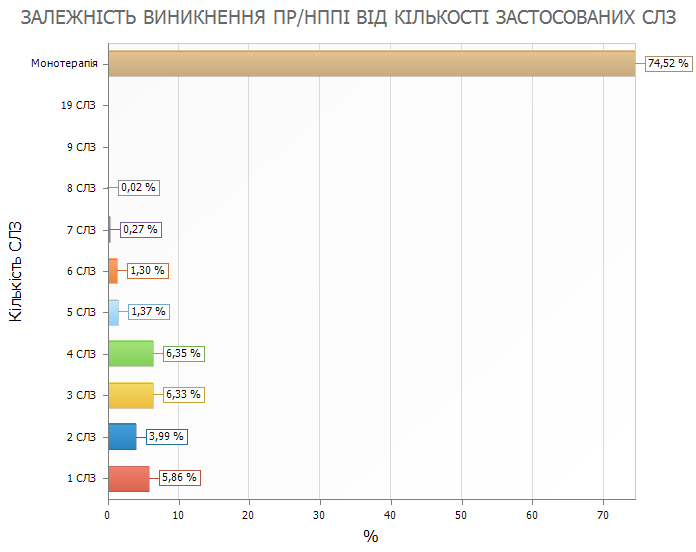 ЗАЛЕЖНІСТЬ ВИНИКНЕННЯ ПР/НППІ ВІД КІЛЬКОСТІ ЗАСТОСОВАНИХ СЛЗ
Монотерапія 74,52 %
19 СЛЗ
9 СЛЗ
8 СЛЗ 0,02 %
7 СЛЗ 0,27 %
6 СЛЗ 1,30 %
5 СЛЗ 1,37 %
4 СЛЗ 6,35 %
3 СЛЗ 6,33 %
2 СЛЗ 3,99 %
1 СЛЗ 5,86 %
Кількість СЛЗ
0 10 20 30 40 50 60 70
%